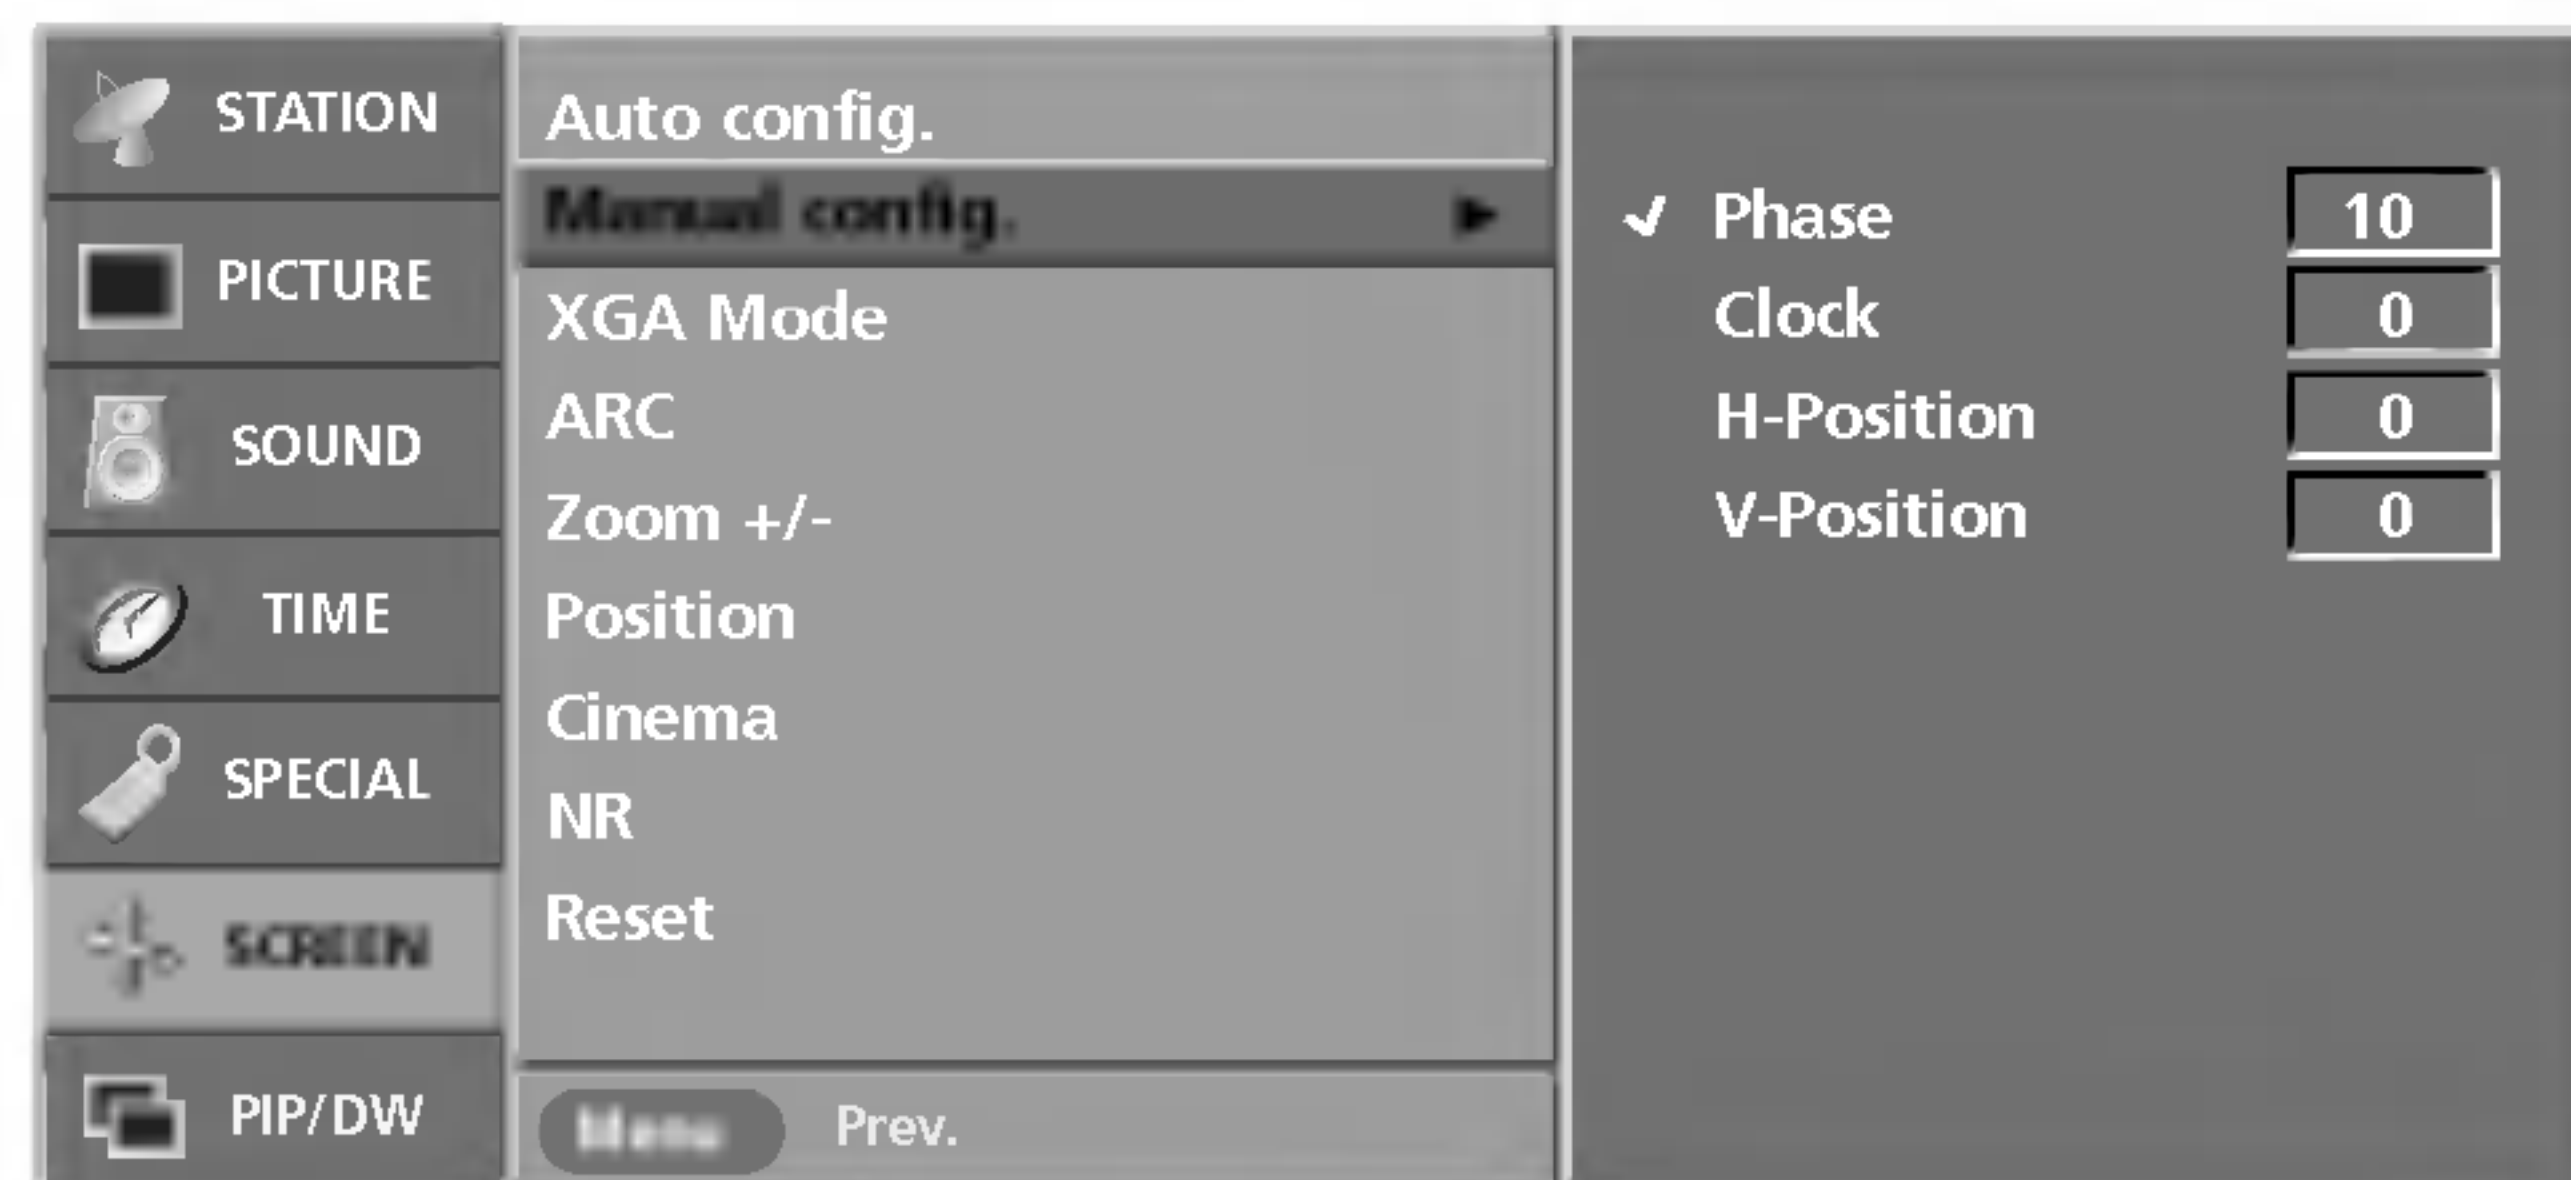 STATION
PICTURE
SOUND
TIME
SPECIAL
SCREEN
PIP/DW
Auto config.
Manual config.
XGA Mode
ARC
Zoom +/-
Position
Cinema
NR
Reset
Menu Prev.
✓ Phase 10
Clock 0
H-Position 0
V-Position 0